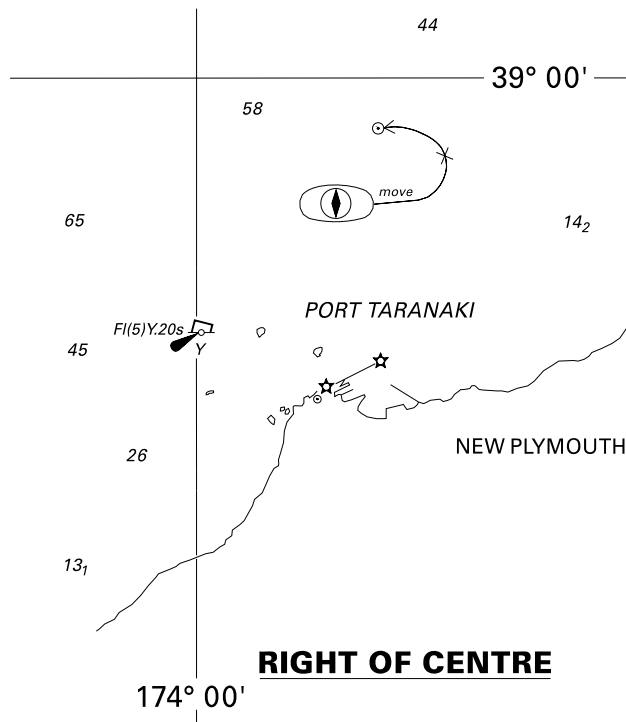 44
39° 00'
58
move
65
14₂
PORT TARANAKI
Fl(5)Y.20s
45
Y
NEW PLYMOUTH
26
13₁
RIGHT OF CENTRE
174° 00'